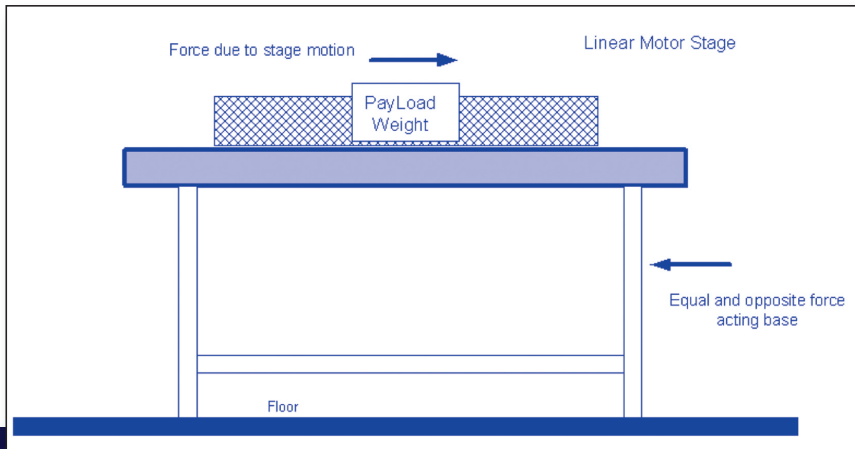 Force due to stage motion
Linear Motor Stage
PayLoad
Weight
Equal and opposite force
acting base
Floor